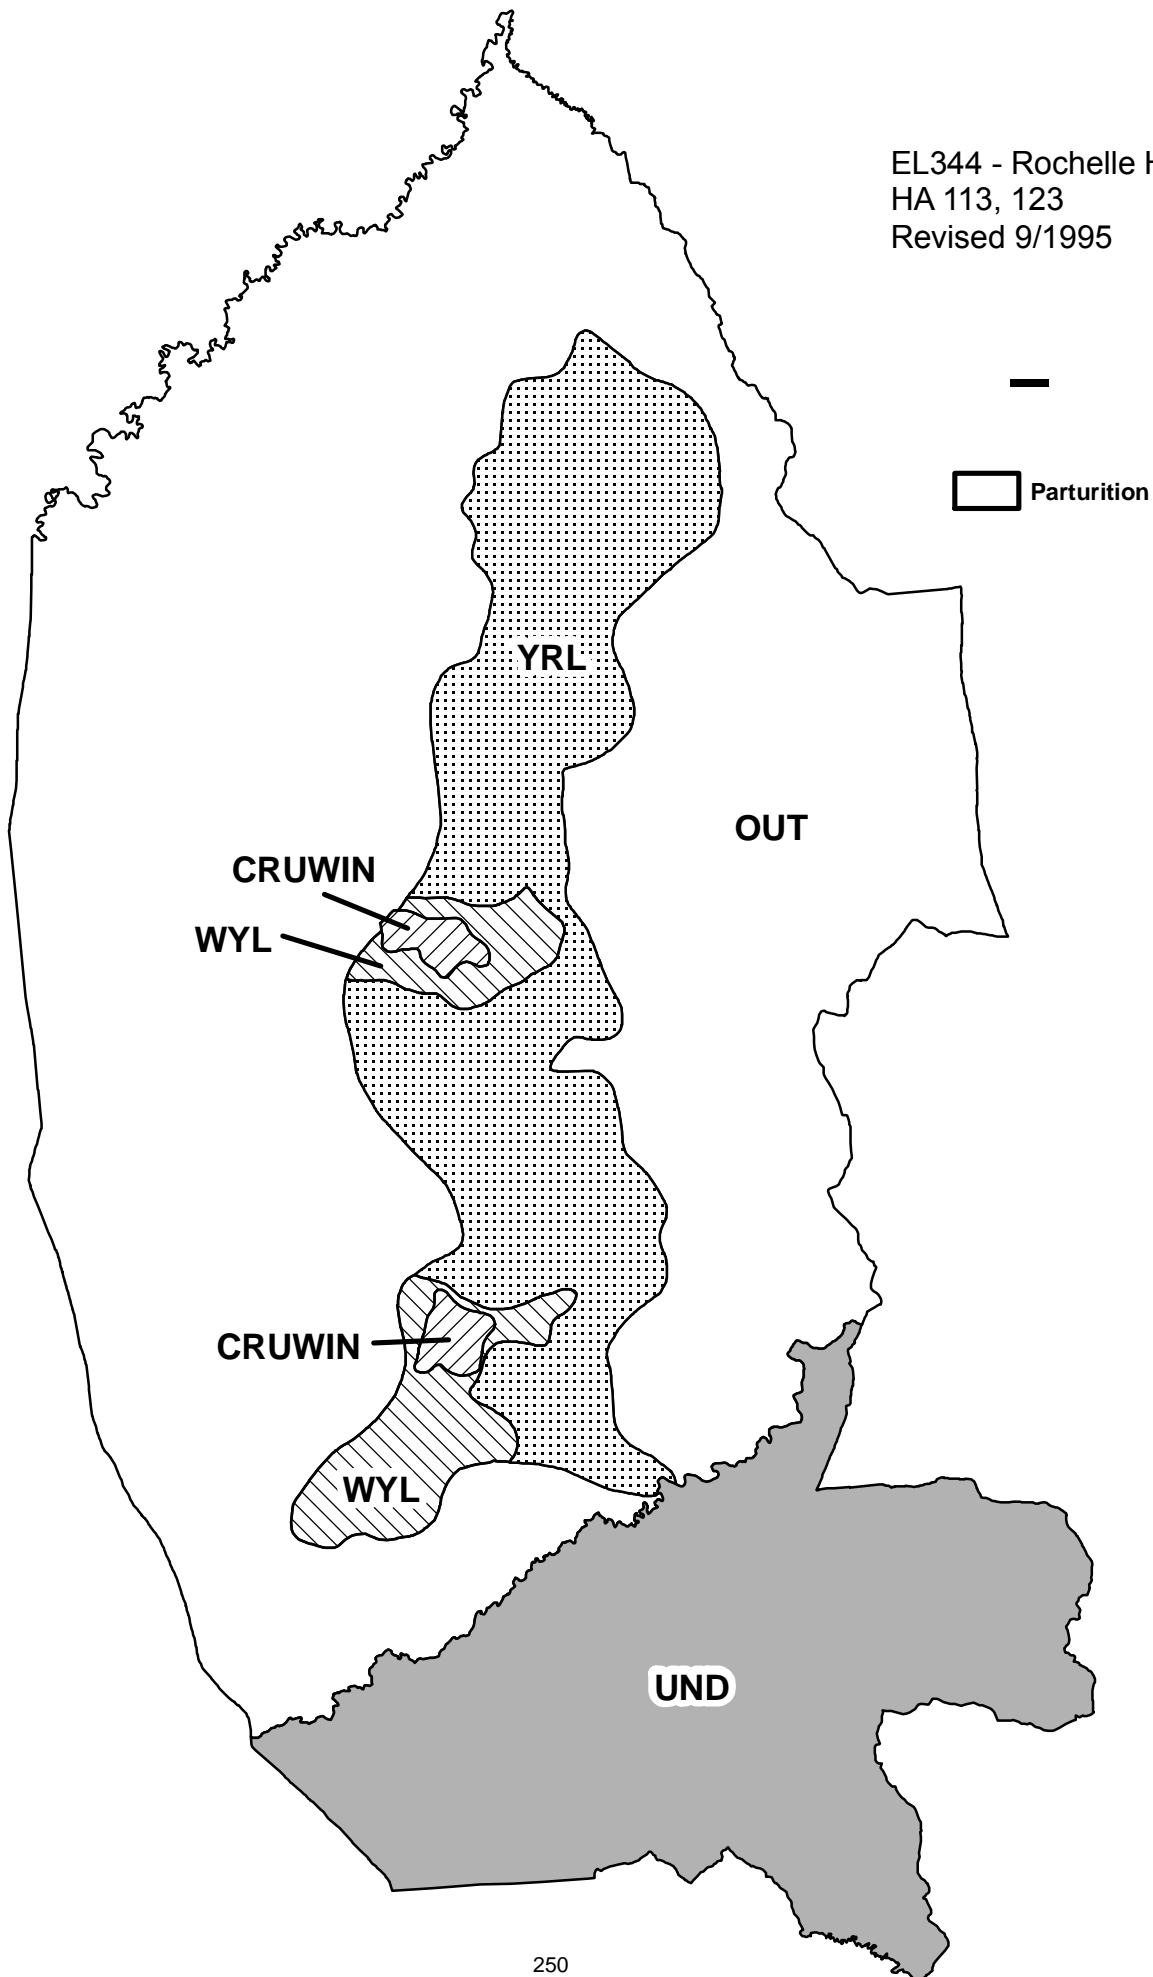 EL344 - Rochelle
HA 113, 123
Revised 9/1995
Parturition
YRL
OUT
CRUWIN
WYL
CRUWIN
WYL
UND
250